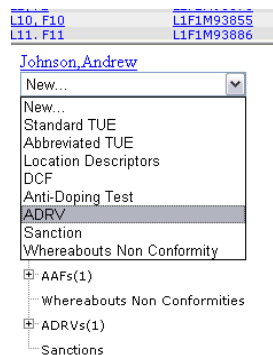 L10, F10 L1F1M93855
L11. F11 L1F1M93886
Johnson,Andrew
New...
New...
Standard TUE
Abbreviated TUE
Location Descriptors
DCF
Anti-Doping Test
ADRV
Sanction
Whereabouts Non Conformity
AAFs(1)
Whereabouts Non Conformities
ADRVs(1)
Sanctions